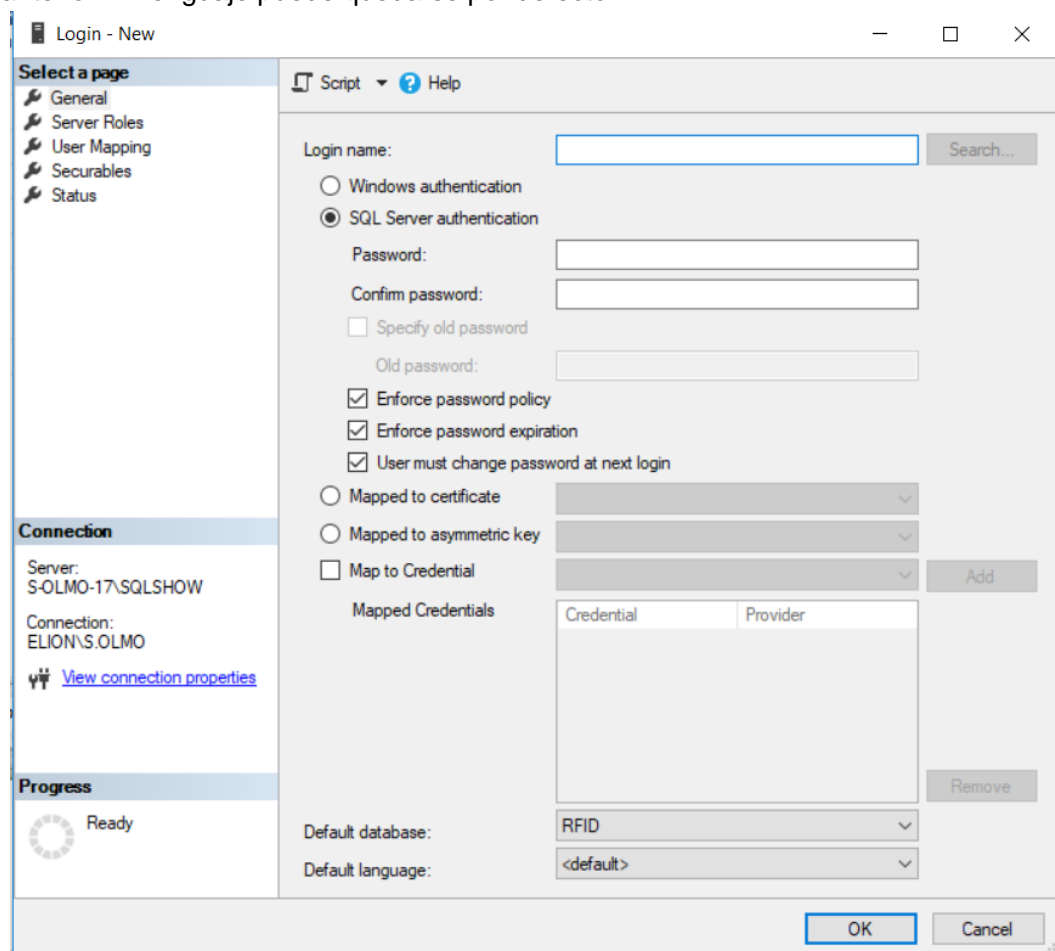 Login - New
Select a page
General
Server Roles
User Mapping
Securables
Status
Script
Help
Login name:
Search...
Windows authentication
SQL Server authentication
Password:
Confirm password:
Specify old password
Old password:
Enforce password policy
Enforce password expiration
User must change password at next login
Mapped to certificate
Mapped to asymmetric key
Map to Credential
Add
Mapped Credentials
Credential Provider
Remove
Default database: RFID
Default language: <default>
Connection
Server:
S-OLMO-17\SQLSHOW
Connection:
ELION\S.OLMO
View connection properties
Progress
Ready
OK Cancel